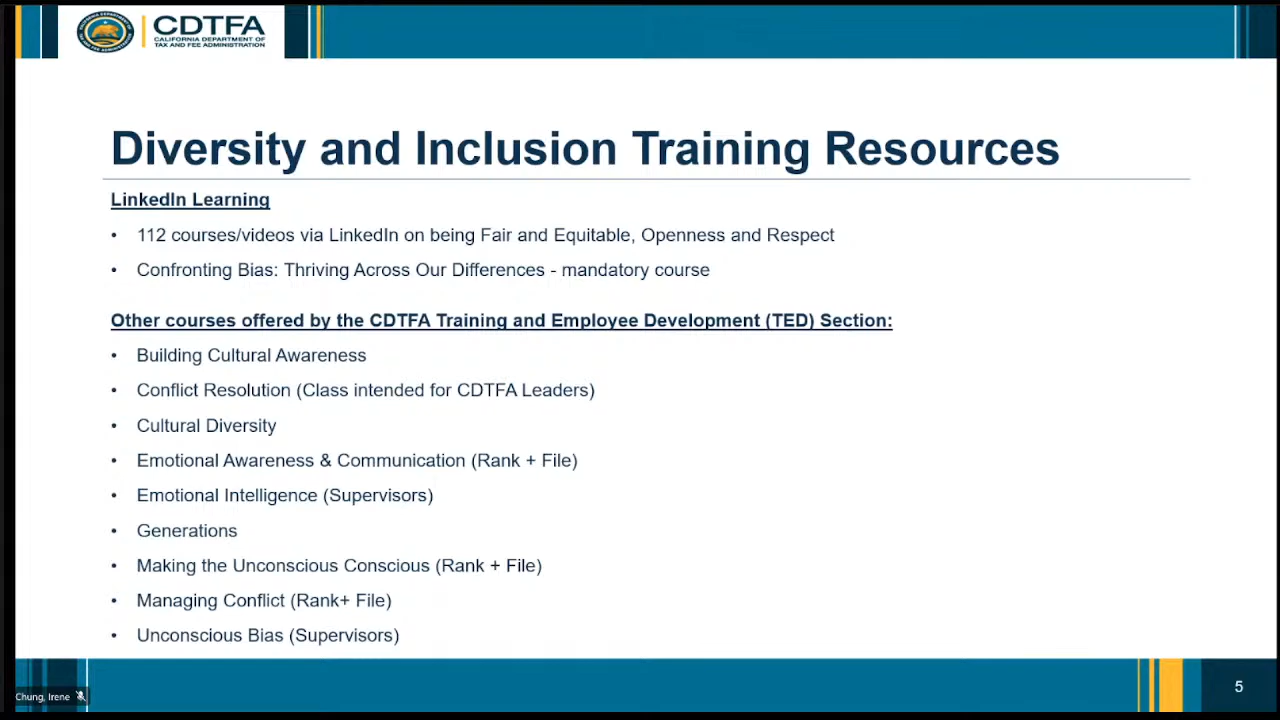 CDTFA
CALIFORNIA DEPARTMENT OF
TAX AND FEE ADMINISTRATION
Diversity and Inclusion Training Resources
LinkedIn Learning
• 112 courses/videos via LinkedIn on being Fair and Equitable, Openness and Respect
• Confronting Bias: Thriving Across Our Differences - mandatory course
Other courses offered by the CDTFA Training and Employee Development (TED) Section:
• Building Cultural Awareness
• Conflict Resolution (Class intended for CDTFA Leaders)
• Cultural Diversity
• Emotional Awareness & Communication (Rank + File)
• Emotional Intelligence (Supervisors)
• Generations
• Making the Unconscious Conscious (Rank + File)
• Managing Conflict (Rank+ File)
• Unconscious Bias (Supervisors)
Chung, Irene
5